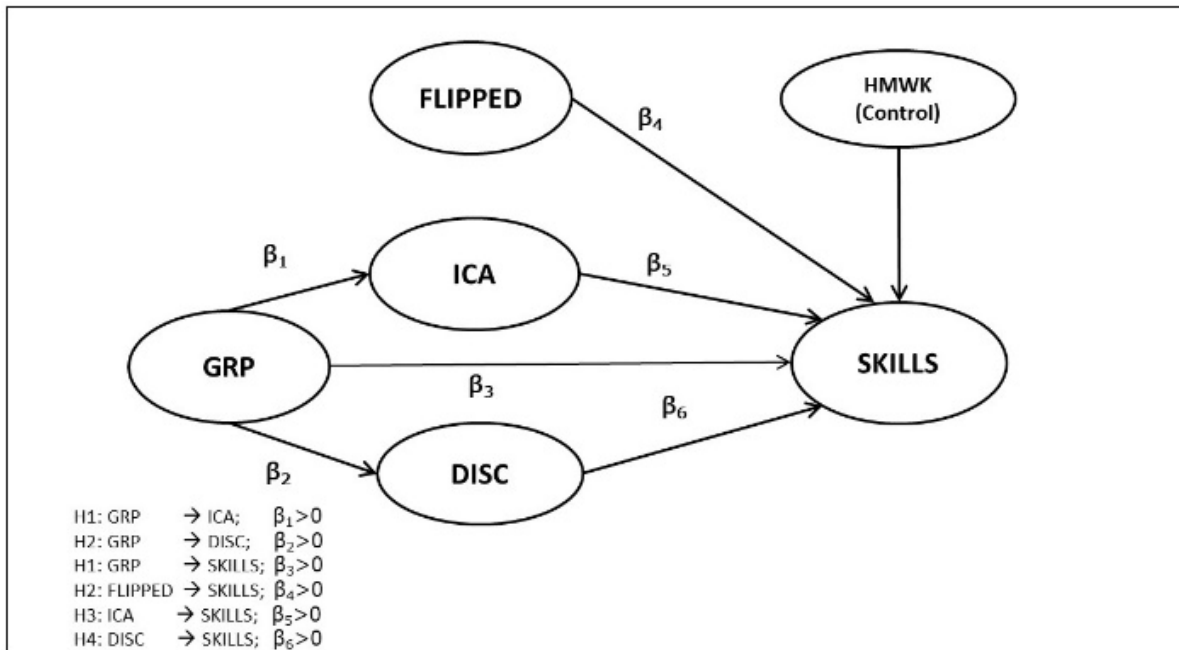 FLIPPED
HMWK
(Control)
β4
β1
ICA
β5
GRP
β3
SKILLS
β6
β2
DISC
H1: GRP → ICA; β1>0
H2: GRP → DISC; β2>0
H1: GRP → SKILLS; β3>0
H2: FLIPPED → SKILLS; β4>0
H3: ICA → SKILLS; β5>0
H4: DISC → SKILLS; β6>0